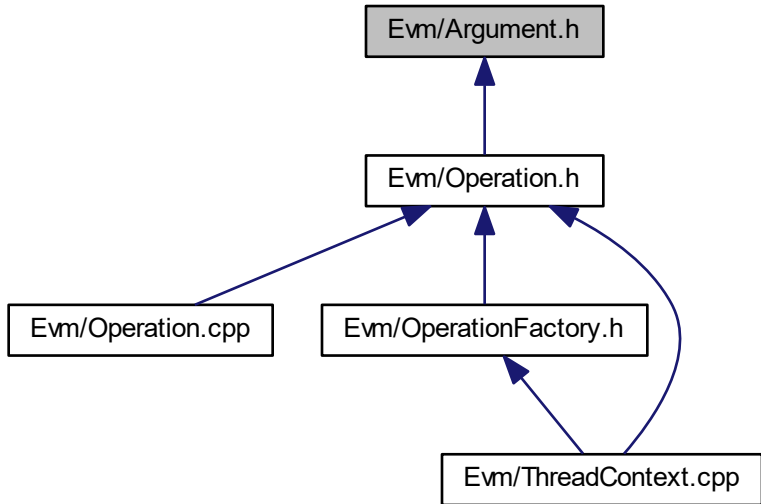 Evm/Argument.h
Evm/Operation.h
Evm/Operation.cpp
Evm/OperationFactory.h
Evm/ThreadContext.cpp